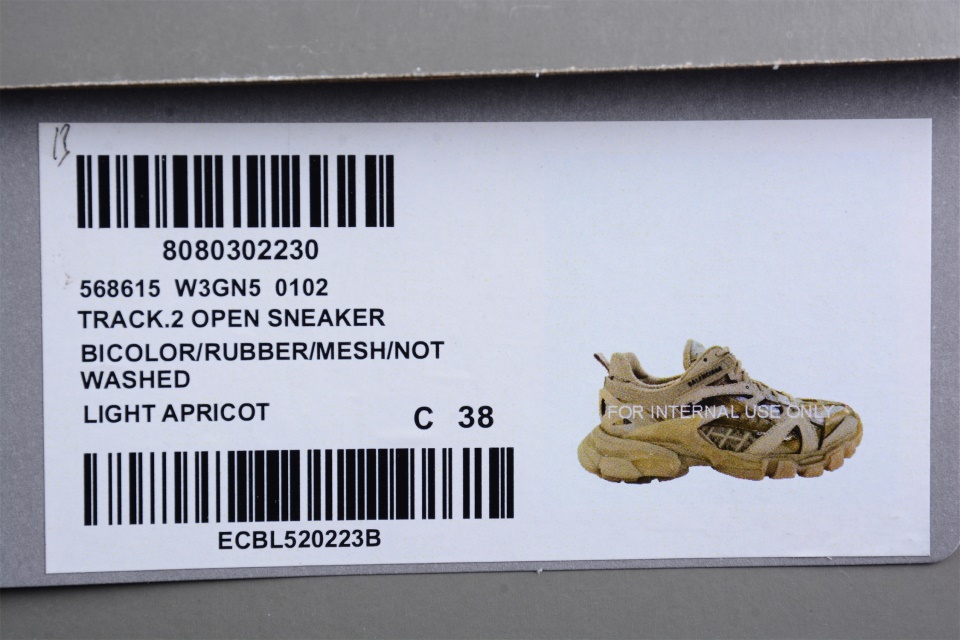 13
8080302230
568615 W3GN5 0102
TRACK.2 OPEN SNEAKER
BICOLOR/RUBBER/MESH/NOT
WASHED
LIGHT APRICOT C 38
ECBL520223B
BALENCIAGA
FOR INTERNAL USE ONLY